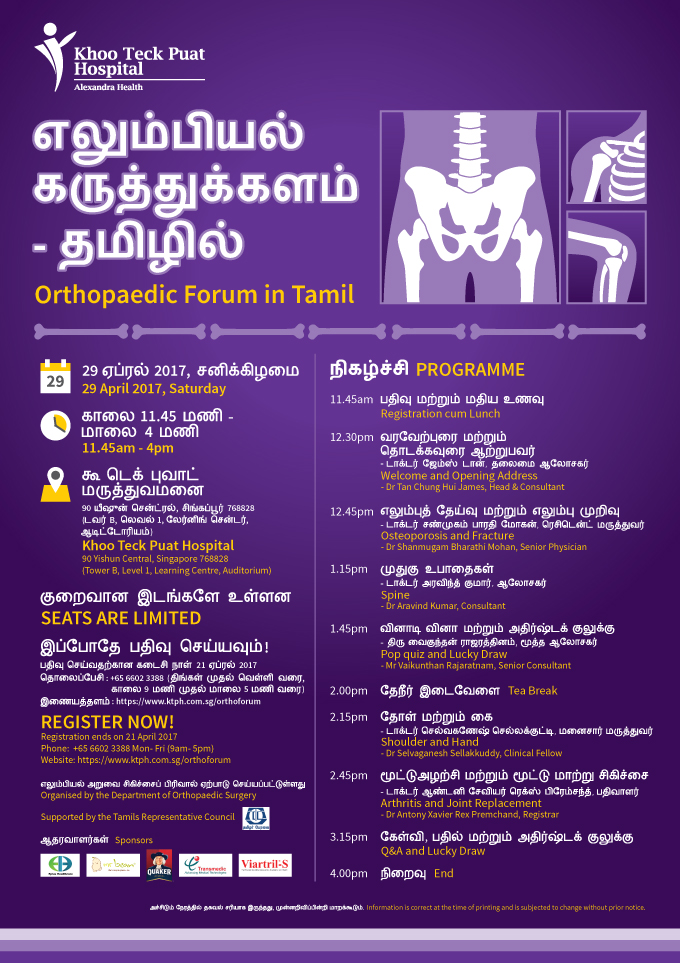 Khoo Teck Puat
Hospital
Alexandra Health
எலும்பியல்
கருத்துக்களம்
- தமிழில்
Orthopaedic Forum in Tamil
29
29 ஏப்ரல் 2017, சனிக்கிழமை
29 April 2017, Saturday
காலை 11.45 மணி -
மாலை 4 மணி
11.45am - 4pm
கூ டெக் புவாட்
மருத்துவமனை
90 யீஷூன் சென்ட்ரல், சிங்கப்பூர் 768828
(டவர் B, லெவல் 1, லேர்னிங் சென்டர்,
ஆடிட்டோரியம்)
Khoo Teck Puat Hospital
90 Yishun Central, Singapore 768828
(Tower B, Level 1, Learning Centre, Auditorium)
குறைவான இடங்களே உள்ளன
SEATS ARE LIMITED
இப்போதே பதிவு செய்யவும்!
பதிவு செய்வதற்கான கடைசி நாள் 21 ஏப்ரல் 2017
தொலைப்பேசி : +65 6602 3388 (திங்கள் முதல் வெள்ளி வரை,
காலை 9 மணி முதல் மாலை 5 மணி வரை)
இணையத்தளம் : https://www.ktph.com.sg/orthoforum
REGISTER NOW!
Registration ends on 21 April 2017
Phone: +65 6602 3388 Mon- Fri (9am- 5pm)
Website: https://www.ktph.com.sg/orthoforum
எலும்பியல் அறுவை சிகிச்சைப் பிரிவால் ஏற்பாடு செய்யப்பட்டுள்ளது
Organised by the Department of Orthopaedic Surgery
Supported by the Tamils Representative Council
ஆதரவாளர்கள் Sponsors
QUAKER
Transmedic
Viartril-S
நிகழ்ச்சி PROGRAMME
11.45am பதிவு மற்றும் மதிய உணவு
Registration cum Lunch
12.30pm வரவேற்புரை மற்றும்
தொடக்கவுரை ஆற்றுபவர்
- டாக்டர் ஜேம்ஸ் டான், தலைமை ஆலோசகர்
Welcome and Opening Address
- Dr Tan Chung Hui James, Head & Consultant
12.45pm எலும்புத் தேய்வு மற்றும் எலும்பு முறிவு
- டாக்டர் சண்முகம் பாரதி மோகன், ரெசிடென்ட் மருத்துவர்
Osteoporosis and Fracture
- Dr Shanmugam Bharathi Mohan, Senior Physician
1.15pm முதுகு உபாதைகள்
- டாக்டர் அரவிந்த் குமார், ஆலோசகர்
Spine
- Dr Aravind Kumar, Consultant
1.45pm வினாடி வினா மற்றும் அதிர்ஷ்டக் குலுக்கு
- திரு வைகுந்தன் ராஜரத்தினம், மூத்த ஆலோசகர்
Pop quiz and Lucky Draw
- Mr Vaikunthan Rajaratnam, Senior Consultant
2.00pm தேநீர் இடைவேளை Tea Break
2.15pm தோள் மற்றும் கை
- டாக்டர் செல்வகணேஷ் செல்லக்குட்டி, மனைசார் மருத்துவர்
Shoulder and Hand
- Dr Selvaganesh Sellakkuddy, Clinical Fellow
2.45pm மூட்டுஅழற்சி மற்றும் மூட்டு மாற்று சிகிச்சை
- டாக்டர் ஆண்டனி சேவியர் ரெக்ஸ் பிரேம்சந்த், பதிவாளர்
Arthritis and Joint Replacement
- Dr Antony Xavier Rex Premchand, Registrar
3.15pm கேள்வி, பதில் மற்றும் அதிர்ஷ்டக் குலுக்கு
Q&A and Lucky Draw
4.00pm நிறைவு End
அச்சிடும் நேரத்தில் தகவல் சரியாக இருந்தது, முன்னறிவிப்பின்றி மாறக்கூடும். Information is correct at the time of printing and is subjected to change without prior notice.